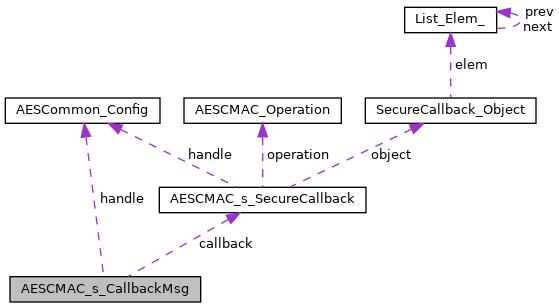 List_Elem_
prev
next
elem
AESCommon_Config
AESCMAC_Operation
SecureCallback_Object
handle
operation
object
handle
AESCMAC_s_SecureCallback
callback
AESCMAC_s_CallbackMsg